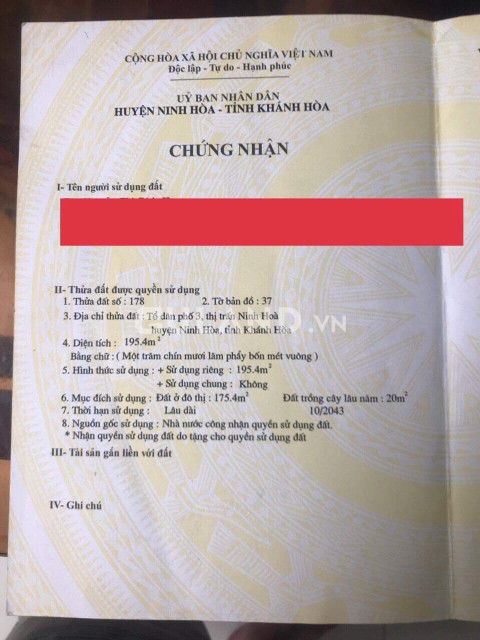 CỘNG HÒA XÃ HỘI CHỦ NGHĨA VIỆT NAM
Độc lập - Tự do - Hạnh phúc
UỶ BAN NHÂN DÂN
HUYỆN NINH HÒA - TỈNH KHÁNH HÒA
CHỨNG NHẬN
I- Tên người sử dụng đất
II- Thửa đất được quyền sử dụng
1. Thửa đất số : 178 2. Tờ bản đồ : 37
3. Địa chỉ thửa đất : Tổ dân phố 3, thị trấn Ninh Hoà
huyện Ninh Hòa, tỉnh Khánh Hòa
.VN
4. Diện tích : 195.4m²
Bằng chữ : ( Một trăm chín mươi lăm phẩy bốn mét vuông )
5. Hình thức sử dụng : + Sử dụng riêng : 195.4m²
+ Sử dụng chung : Không
6. Mục đích sử dụng : Đất ở đô thị : 175.4m² Đất trồng cây lâu năm : 20m²
7. Thời hạn sử dụng : Lâu dài 10/2043
8. Nguồn gốc sử dụng : Nhà nước công nhận quyền sử dụng đất.
* Nhận quyền sử dụng đất do tặng cho quyền sử dụng đất
III- Tài sản gắn liền với đất
IV- Ghi chú